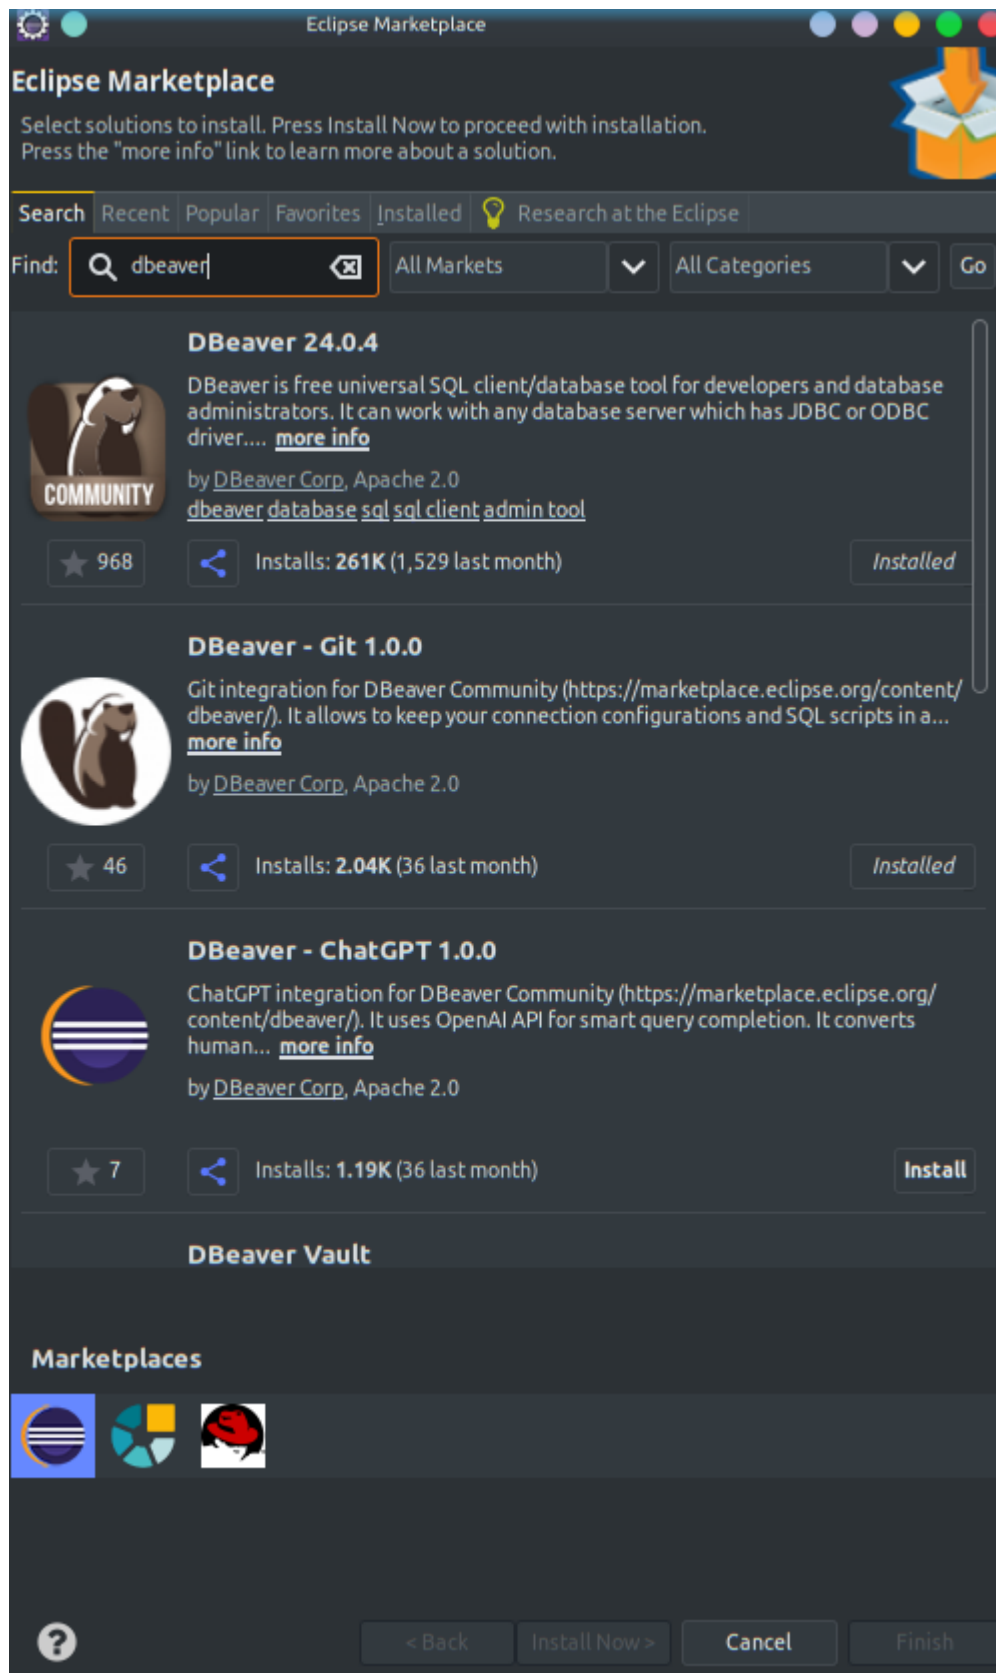 Eclipse Marketplace
Eclipse Marketplace
Select solutions to install. Press Install Now to proceed with installation.
Press the "more info" link to learn more about a solution.
Search Recent Popular Favorites Installed Research at the Eclipse
Find: dbeaver All Markets All Categories Go
DBeaver 24.0.4
DBeaver is free universal SQL client/database tool for developers and database
administrators. It can work with any database server which has JDBC or ODBC
driver.... more info
COMMUNITY
by DBeaver Corp, Apache 2.0
dbeaver database sql sql client admin tool
968 Installs: 261K (1,529 last month) Installed
DBeaver - Git 1.0.0
Git integration for DBeaver Community (https://marketplace.eclipse.org/content/
dbeaver/). It allows to keep your connection configurations and SQL scripts in a...
more info
by DBeaver Corp, Apache 2.0
46 Installs: 2.04K (36 last month) Installed
DBeaver - ChatGPT 1.0.0
ChatGPT integration for DBeaver Community (https://marketplace.eclipse.org/
content/dbeaver/). It uses OpenAI API for smart query completion. It converts
human... more info
by DBeaver Corp, Apache 2.0
7 Installs: 1.19K (36 last month) Install
DBeaver Vault
Marketplaces
? < Back Install Now > Cancel Finish